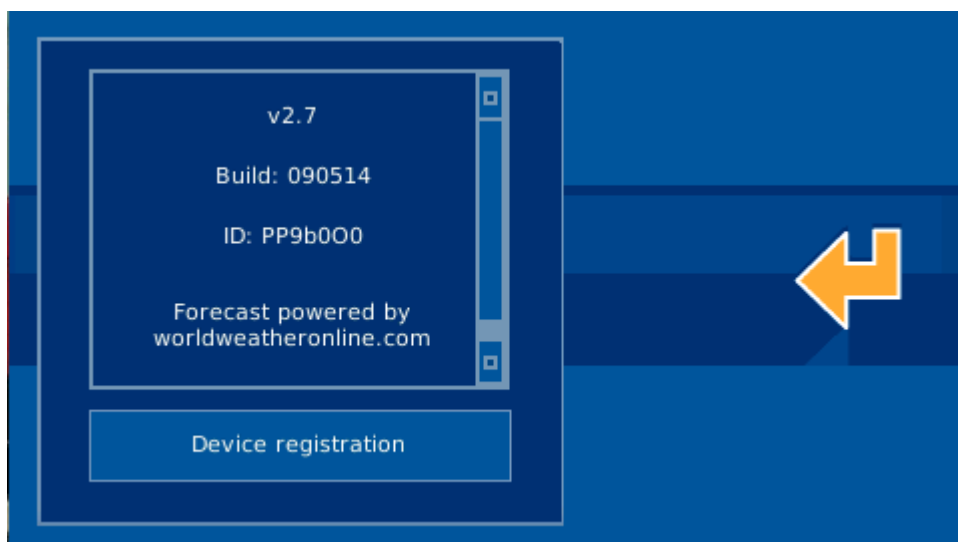 v2.7
Build: 090514
ID: PP9b0O0
Forecast powered by
worldweatheronline.com
Device registration